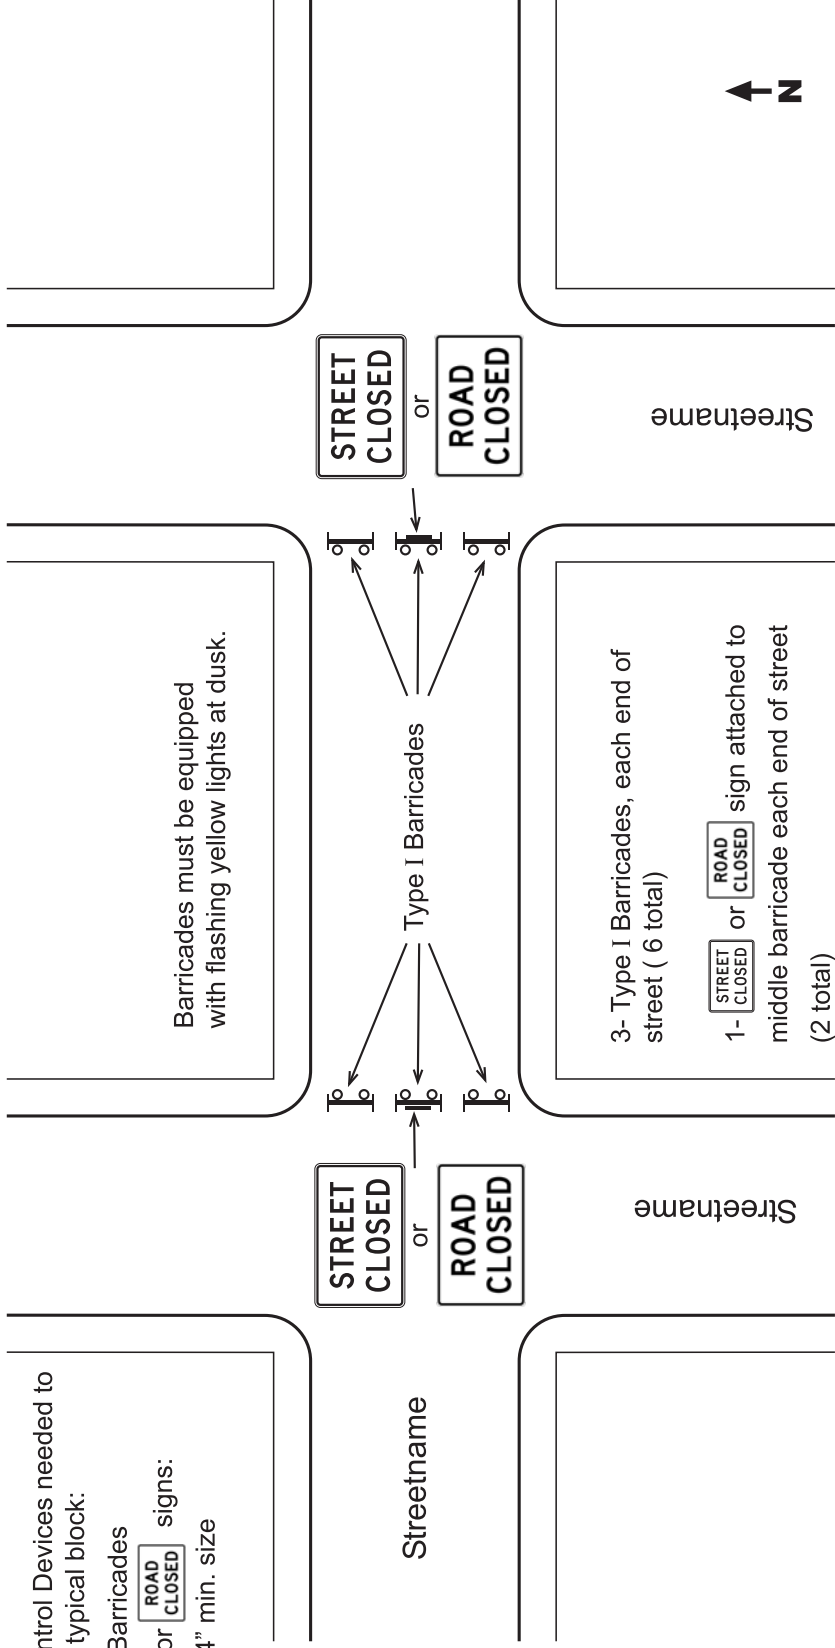 ntrol Devices needed to
typical block:
Barricades
or ROAD CLOSED signs:
4” min. size
Barricades must be equipped
with flashing yellow lights at dusk.
STREET
CLOSED
or
ROAD
CLOSED
Streetname
Type I Barricades
STREET
CLOSED
or
ROAD
CLOSED
3- Type I Barricades, each end of
street ( 6 total)
1- STREET CLOSED or ROAD CLOSED sign attached to
middle barricade each end of street
(2 total)
Streetname
Streetname
N